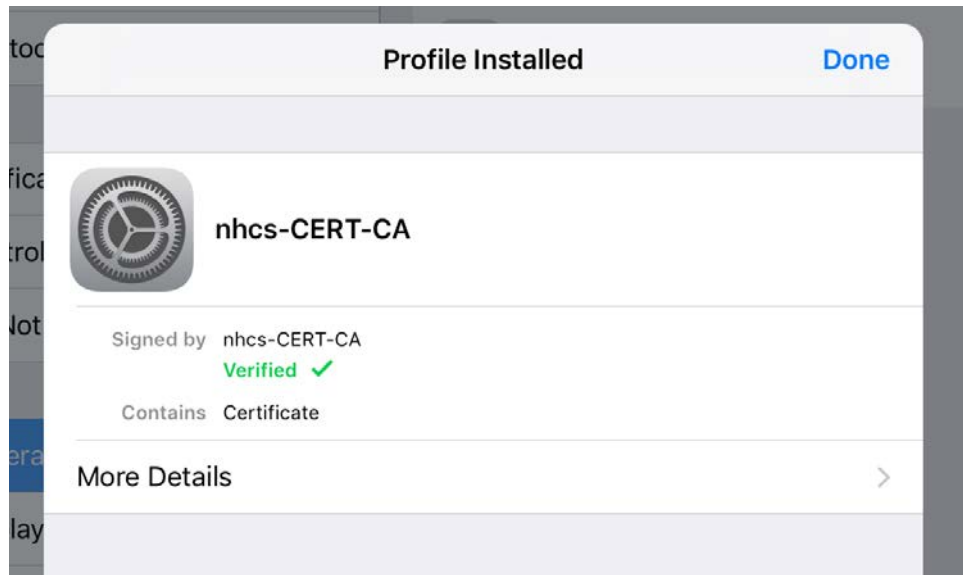 Profile Installed
Done
nhcs-CERT-CA
Signed by nhcs-CERT-CA
Verified
Contains Certificate
More Details